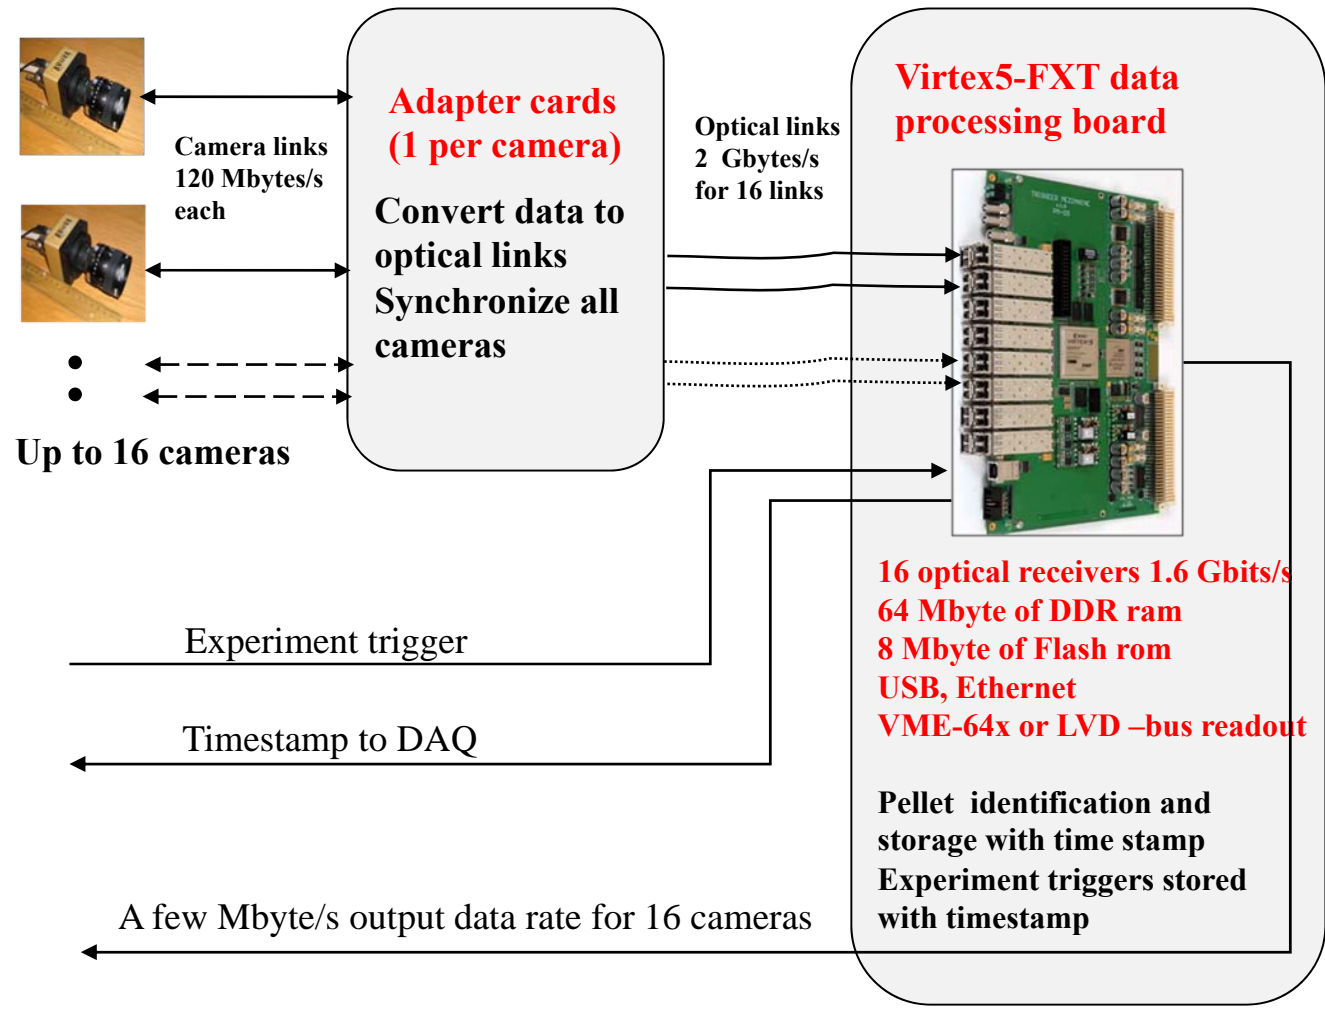 Adapter cards
(1 per camera)
Convert data to
optical links
Synchronize all
cameras
Camera links
120 Mbytes/s
each
Optical links
2 Gbytes/s
for 16 links
Virtex5-FXT data
processing board
Up to 16 cameras
16 optical receivers 1.6 Gbits/s
64 Mbyte of DDR ram
8 Mbyte of Flash rom
USB, Ethernet
VME-64x or LVD –bus readout
Pellet identification and
storage with time stamp
Experiment triggers stored
with timestamp
Experiment trigger
Timestamp to DAQ
A few Mbyte/s output data rate for 16 cameras